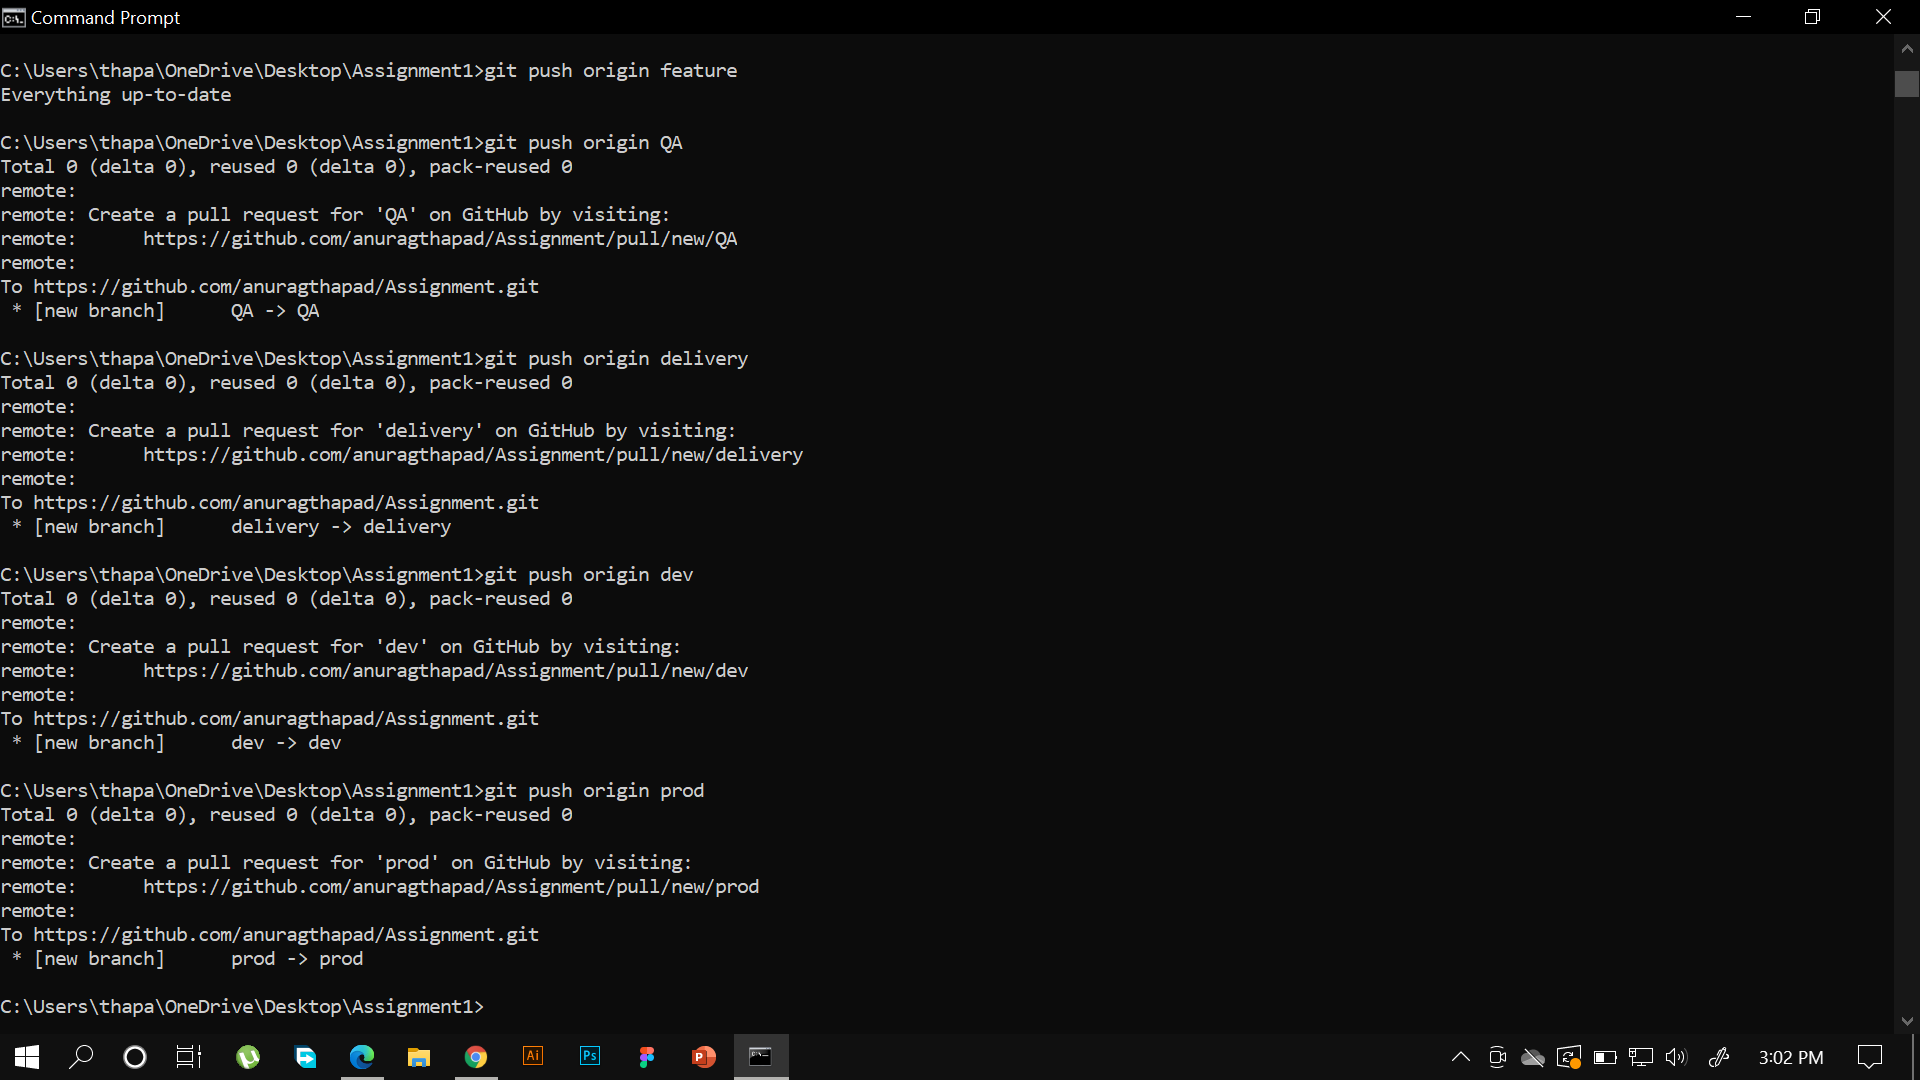 Command Prompt
C:\Users\thapa\OneDrive\Desktop\Assignment1>git push origin feature
Everything up-to-date
C:\Users\thapa\OneDrive\Desktop\Assignment1>git push origin QA
Total 0 (delta 0), reused 0 (delta 0), pack-reused 0
remote:
remote: Create a pull request for 'QA' on GitHub by visiting:
remote:      https://github.com/anuragthapad/Assignment/pull/new/QA
remote:
To https://github.com/anuragthapad/Assignment.git
 * [new branch]      QA -> QA
C:\Users\thapa\OneDrive\Desktop\Assignment1>git push origin delivery
Total 0 (delta 0), reused 0 (delta 0), pack-reused 0
remote:
remote: Create a pull request for 'delivery' on GitHub by visiting:
remote:      https://github.com/anuragthapad/Assignment/pull/new/delivery
remote:
To https://github.com/anuragthapad/Assignment.git
 * [new branch]      delivery -> delivery
C:\Users\thapa\OneDrive\Desktop\Assignment1>git push origin dev
Total 0 (delta 0), reused 0 (delta 0), pack-reused 0
remote:
remote: Create a pull request for 'dev' on GitHub by visiting:
remote:      https://github.com/anuragthapad/Assignment/pull/new/dev
remote:
To https://github.com/anuragthapad/Assignment.git
 * [new branch]      dev -> dev
C:\Users\thapa\OneDrive\Desktop\Assignment1>git push origin prod
Total 0 (delta 0), reused 0 (delta 0), pack-reused 0
remote:
remote: Create a pull request for 'prod' on GitHub by visiting:
remote:      https://github.com/anuragthapad/Assignment/pull/new/prod
remote:
To https://github.com/anuragthapad/Assignment.git
 * [new branch]      prod -> prod
C:\Users\thapa\OneDrive\Desktop\Assignment1>
Ai Ps P 3:02 PM